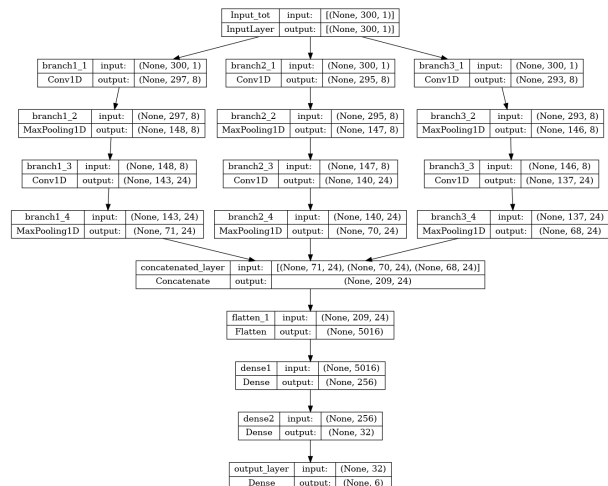 Input_tot input: [(None, 300, 1)]
InputLayer output: [(None, 300, 1)]
branch1_1 input: (None, 300, 1)
Conv1D output: (None, 297, 8)
branch2_1 input: (None, 300, 1)
Conv1D output: (None, 295, 8)
branch3_1 input: (None, 300, 1)
Conv1D output: (None, 293, 8)
branch1_2 input: (None, 297, 8)
MaxPooling1D output: (None, 148, 8)
branch2_2 input: (None, 295, 8)
MaxPooling1D output: (None, 147, 8)
branch3_2 input: (None, 293, 8)
MaxPooling1D output: (None, 146, 8)
branch1_3 input: (None, 148, 8)
Conv1D output: (None, 143, 24)
branch2_3 input: (None, 147, 8)
Conv1D output: (None, 140, 24)
branch3_3 input: (None, 146, 8)
Conv1D output: (None, 137, 24)
branch1_4 input: (None, 143, 24)
MaxPooling1D output: (None, 71, 24)
branch2_4 input: (None, 140, 24)
MaxPooling1D output: (None, 70, 24)
branch3_4 input: (None, 137, 24)
MaxPooling1D output: (None, 68, 24)
concatenated_layer input: [(None, 71, 24), (None, 70, 24), (None, 68, 24)]
Concatenate output: (None, 209, 24)
flatten_1 input: (None, 209, 24)
Flatten output: (None, 5016)
dense1 input: (None, 5016)
Dense output: (None, 256)
dense2 input: (None, 256)
Dense output: (None, 32)
output_layer input: (None, 32)
Dense output: (None, 6)